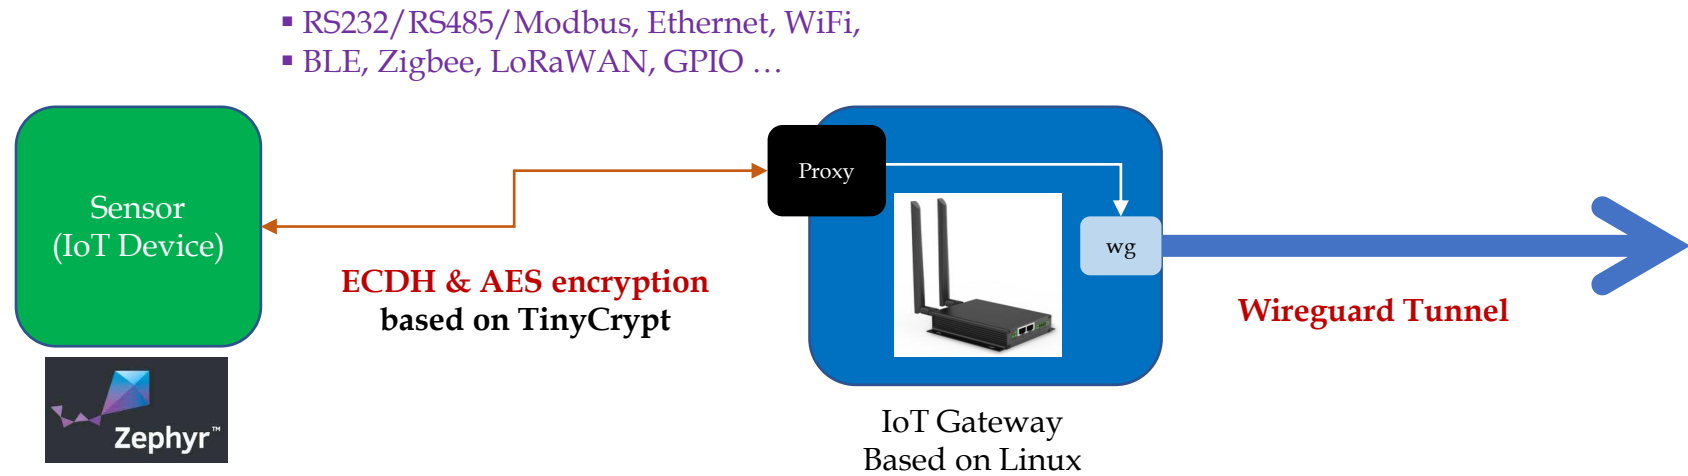 ▪ RS232/RS485/Modbus, Ethernet, WiFi,
▪ BLE, Zigbee, LoRaWAN, GPIO …
Sensor
(IoT Device)
Proxy
wg
ECDH & AES encryption
based on TinyCrypt
Wireguard Tunnel
Zephyr™
IoT Gateway
Based on Linux